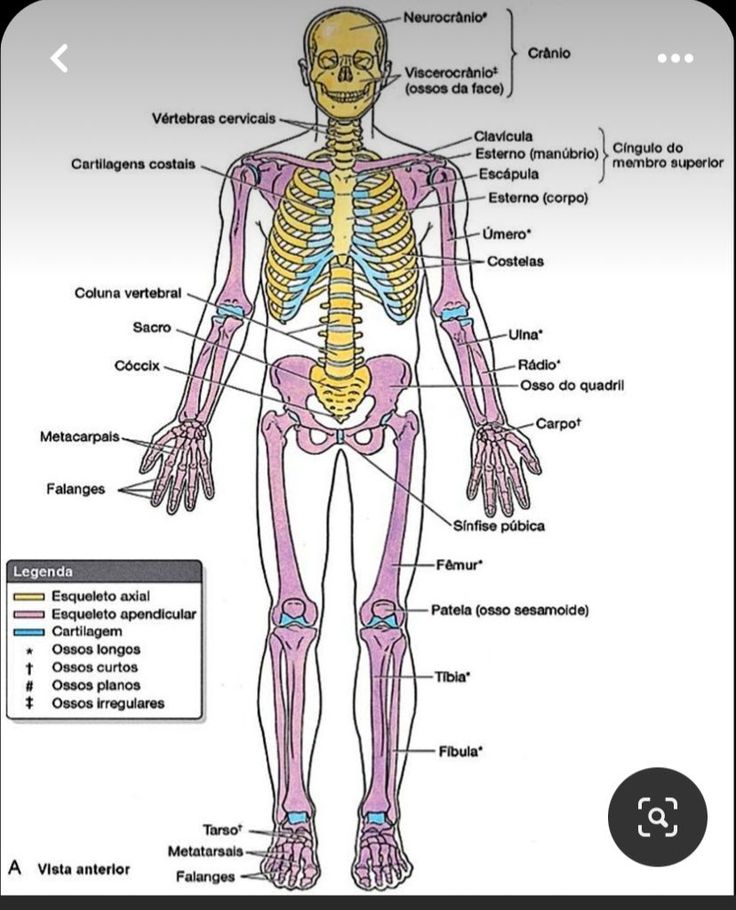 Neurocrânio*
Crânio
Viscerocrânio‡
(ossos da face)
Vértebras cervicais
Clavícula
Cartilagens costais
Esterno (manúbrio)
Cíngulo do
membro superior
Escápula
Esterno (corpo)
Úmero*
Costelas
Coluna vertebral
Sacro
Ulna*
Cóccix
Rádio*
Osso do quadril
Carpo†
Metacarpais
Falanges
Sínfise púbica
Fêmur*
Legenda
Esqueleto axial
Esqueleto apendicular
Cartilagem
* Ossos longos
† Ossos curtos
# Ossos planos
‡ Ossos irregulares
Patela (osso sesamoide)
Tíbia*
Fíbula*
Tarso†
Metatarsais
Falanges
A Vista anterior